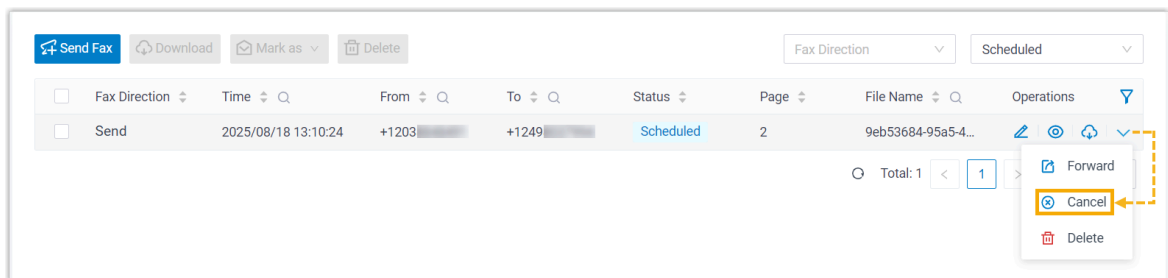 Send Fax Download Mark as Delete Fax Direction Scheduled
Fax Direction Time From To Status Page File Name Operations
Send 2025/08/18 13:10:24 +1203 +1249 Scheduled 2 9eb53684-95a5-4...
Total: 1 < 1 >
Forward
Cancel
Delete